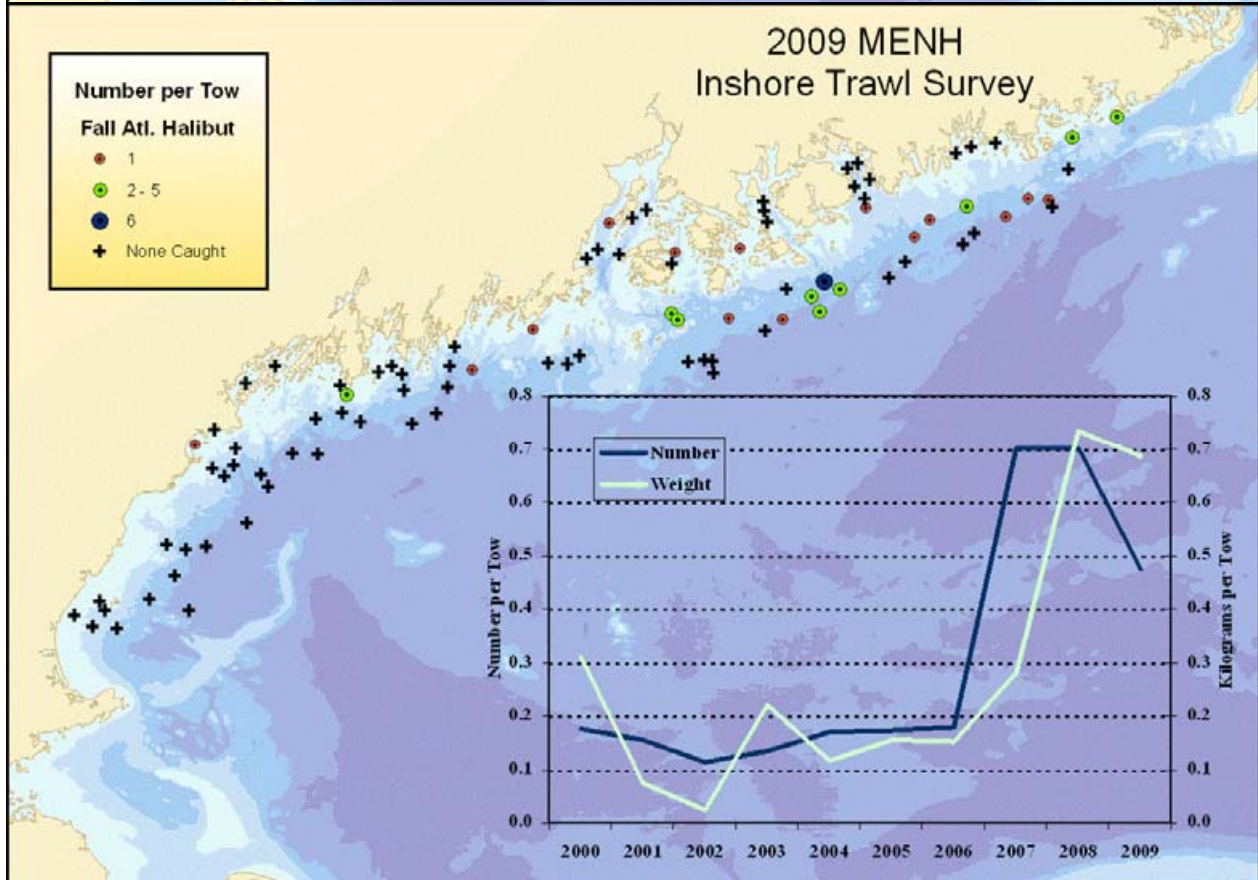 2009 MENH
Inshore Trawl Survey
Number per Tow
Fall Atl. Halibut
1
2 - 5
6
None Caught
Number
Weight
Number per Tow
Kilograms per Tow
0.8
0.7
0.6
0.5
0.4
0.3
0.2
0.1
0.0
0.8
0.7
0.6
0.5
0.4
0.3
0.2
0.1
0.0
2000 2001 2002 2003 2004 2005 2006 2007 2008 2009